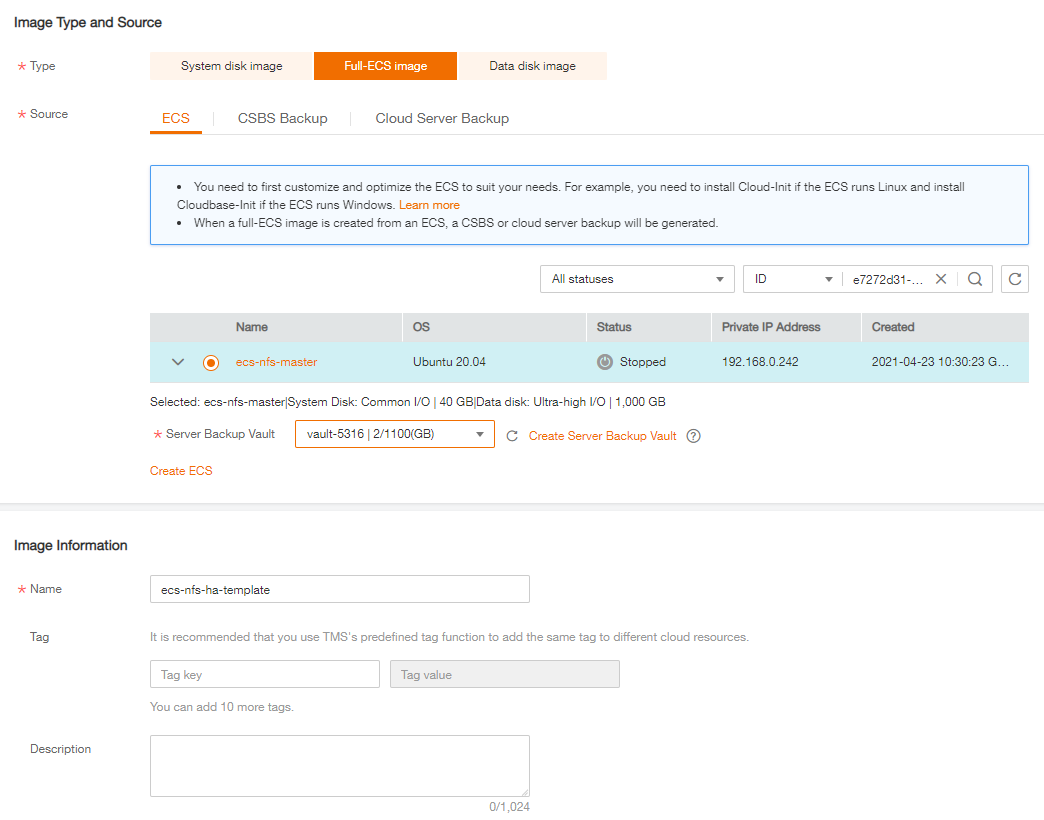 Image Type and Source
* Type
System disk image
Full-ECS image
Data disk image
* Source
ECS
CSBS Backup
Cloud Server Backup
• You need to first customize and optimize the ECS to suit your needs. For example, you need to install Cloud-Init if the ECS runs Linux and install
Cloudbase-Init if the ECS runs Windows. Learn more
• When a full-ECS image is created from an ECS, a CSBS or cloud server backup will be generated.
All statuses
ID
e7272d31-...
Name OS Status Private IP Address Created
ecs-nfs-master Ubuntu 20.04 Stopped 192.168.0.242 2021-04-23 10:30:23 G...
Selected: ecs-nfs-master|System Disk: Common I/O | 40 GB|Data disk: Ultra-high I/O | 1,000 GB
* Server Backup Vault
vault-5316 | 2/1100(GB)
Create Server Backup Vault ?
Create ECS
Image Information
* Name
ecs-nfs-ha-template
Tag
It is recommended that you use TMS's predefined tag function to add the same tag to different cloud resources.
Tag key
Tag value
You can add 10 more tags.
Description
0/1,024